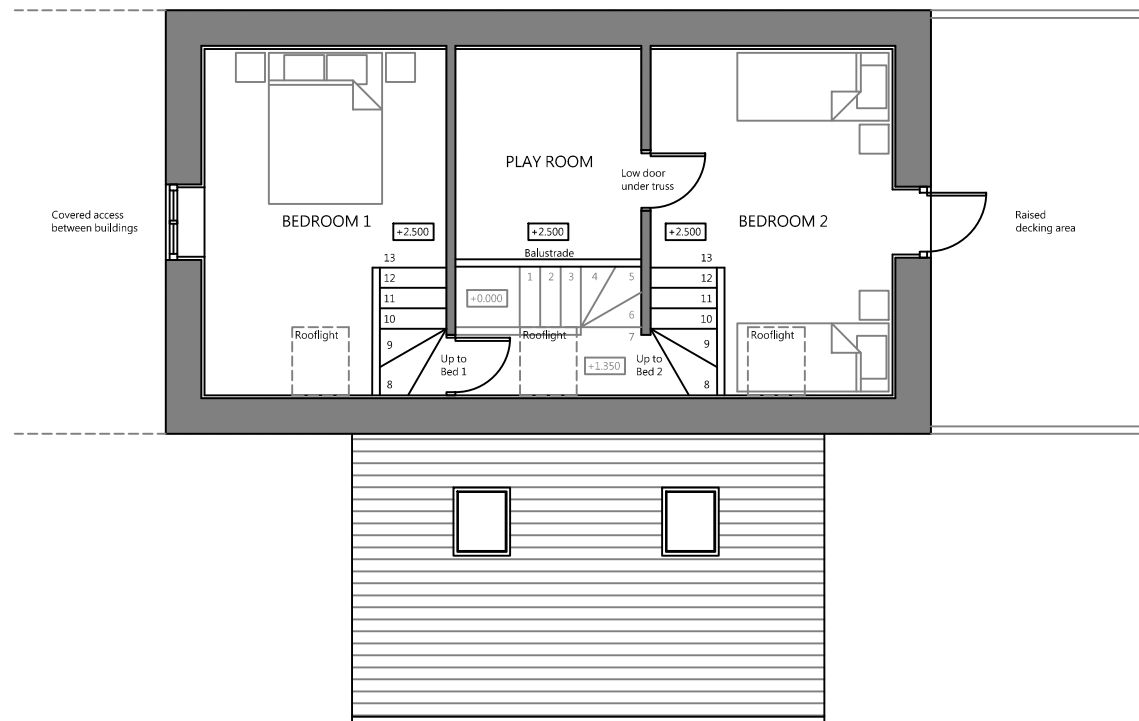 PLAY ROOM
Low door
under truss
Covered access
between buildings
BEDROOM 1
BEDROOM 2
Raised
decking area
+2.500
+2.500
+2.500
Balustrade
13
12
11
10
9
8
1
2
3
4
5
6
7
13
12
11
10
9
8
+0.000
Rooflight
Rooflight
Rooflight
Up to
Bed 1
+1.350
Up to
Bed 2